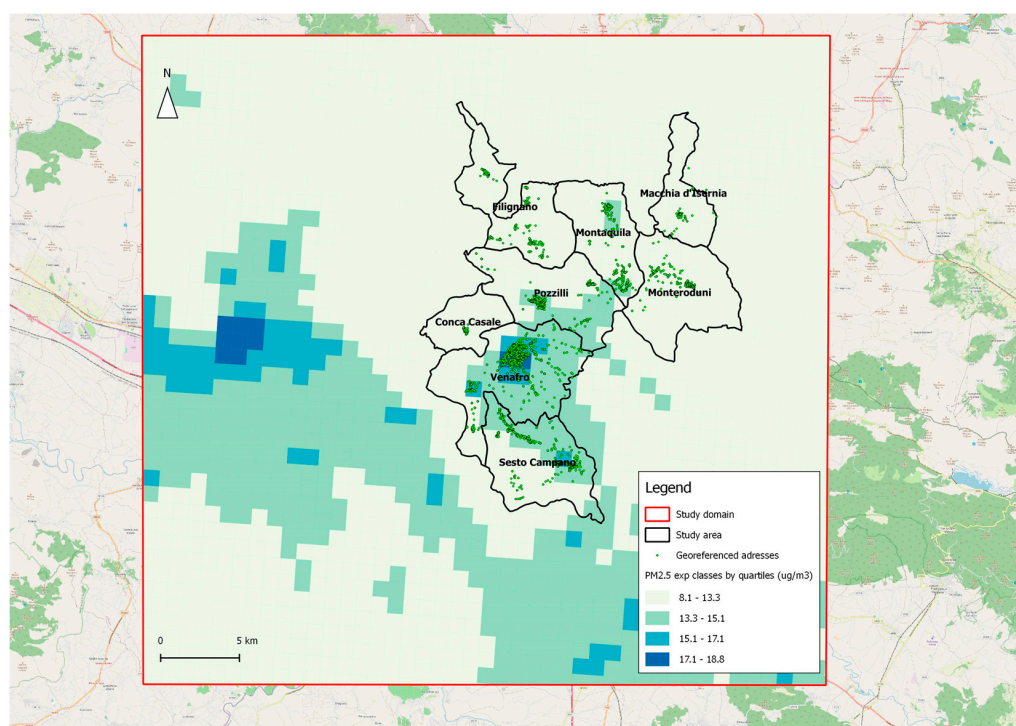 N
Macchia d'Isernia
Filignano
Montaquila
Pozzilli
Monteroduni
Conca Casale
Venafro
Sesto Campano
Legend
Study domain
Study area
Georeferenced adresses
PM2.5 exp classes by quartiles (ug/m3)
8.1 - 13.3
13.3 - 15.1
15.1 - 17.1
17.1 - 18.8
0
5 km